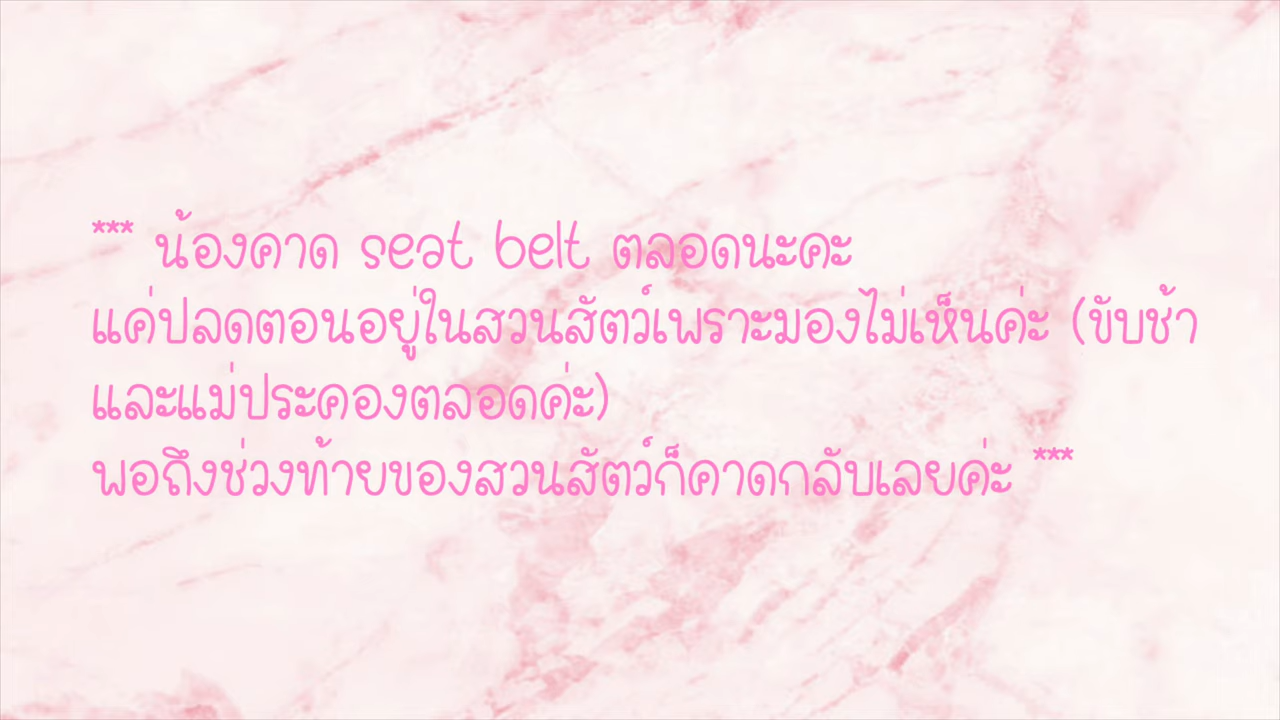 *** น้องคาด seat belt ตลอดนะคะ
แค่ปลดตอนอยู่ในสวนสัตว์เพราะมองไม่เห็นค่ะ (ขับช้า
และแม่ประคองตลอดค่ะ)
พอถึงช่วงท้ายของสวนสัตว์ก็คาดกลับเลยค่ะ ***